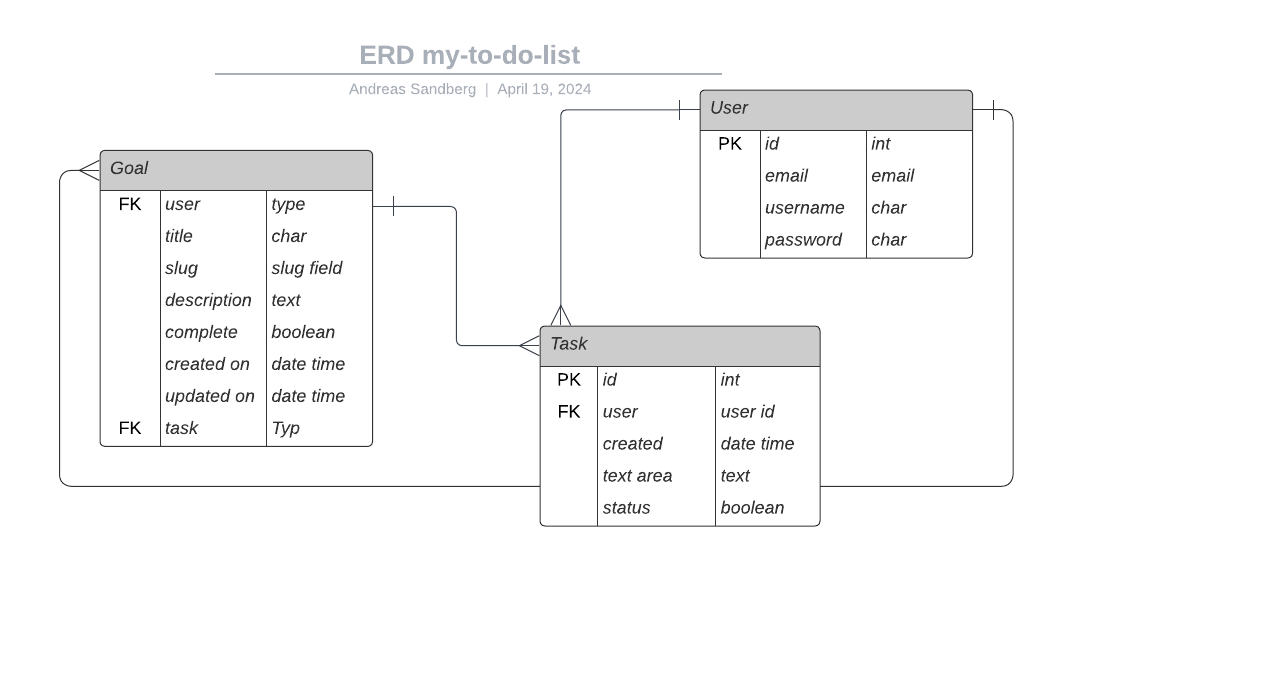 ERD my-to-do-list
Andreas Sandberg | April 19, 2024
User
PK id int
email email
username char
password char
Goal
FK user type
title char
slug slug field
description text
complete boolean
created on date time
updated on date time
FK task Typ
Task
PK id int
FK user user id
created date time
text area text
status boolean